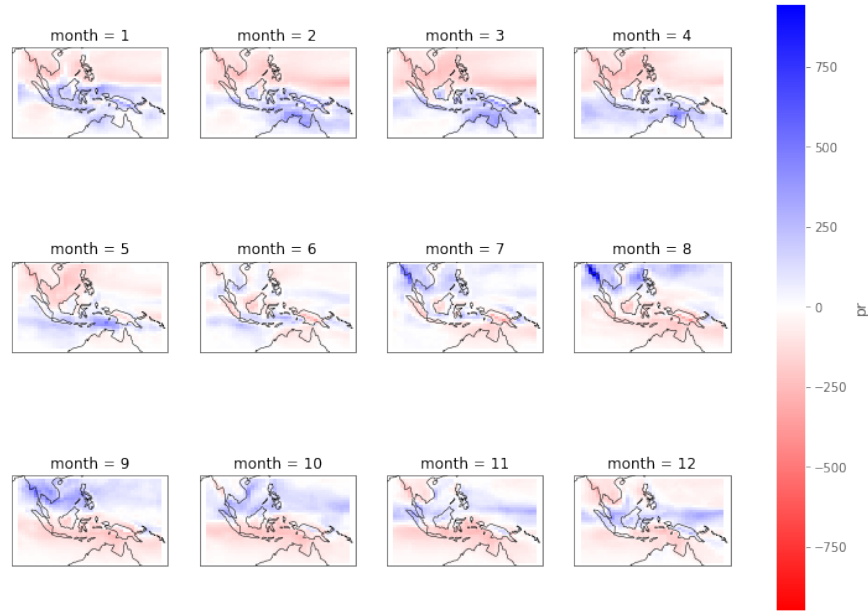 month = 1
month = 2
month = 3
month = 4
month = 5
month = 6
month = 7
month = 8
month = 9
month = 10
month = 11
month = 12
750
500
250
0
−250
−500
−750
pr